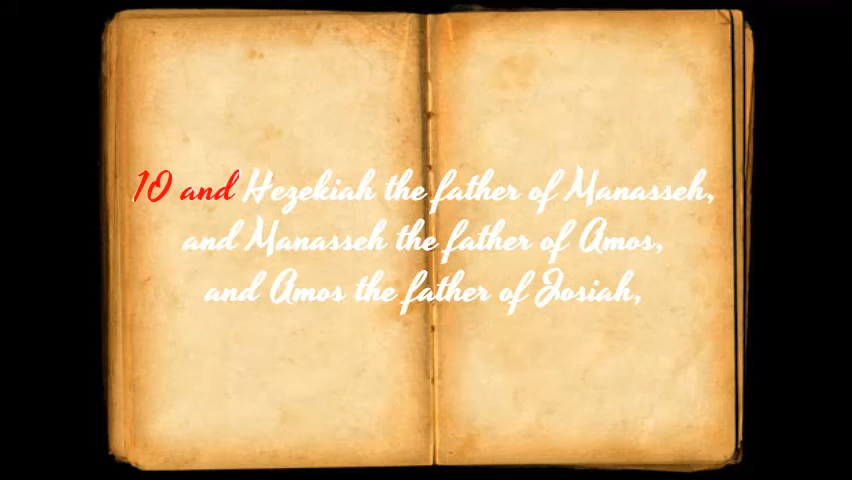 10 and Hezekiah the father of Manasseh,
and Manasseh the father of Amos,
and Amos the father of Josiah,